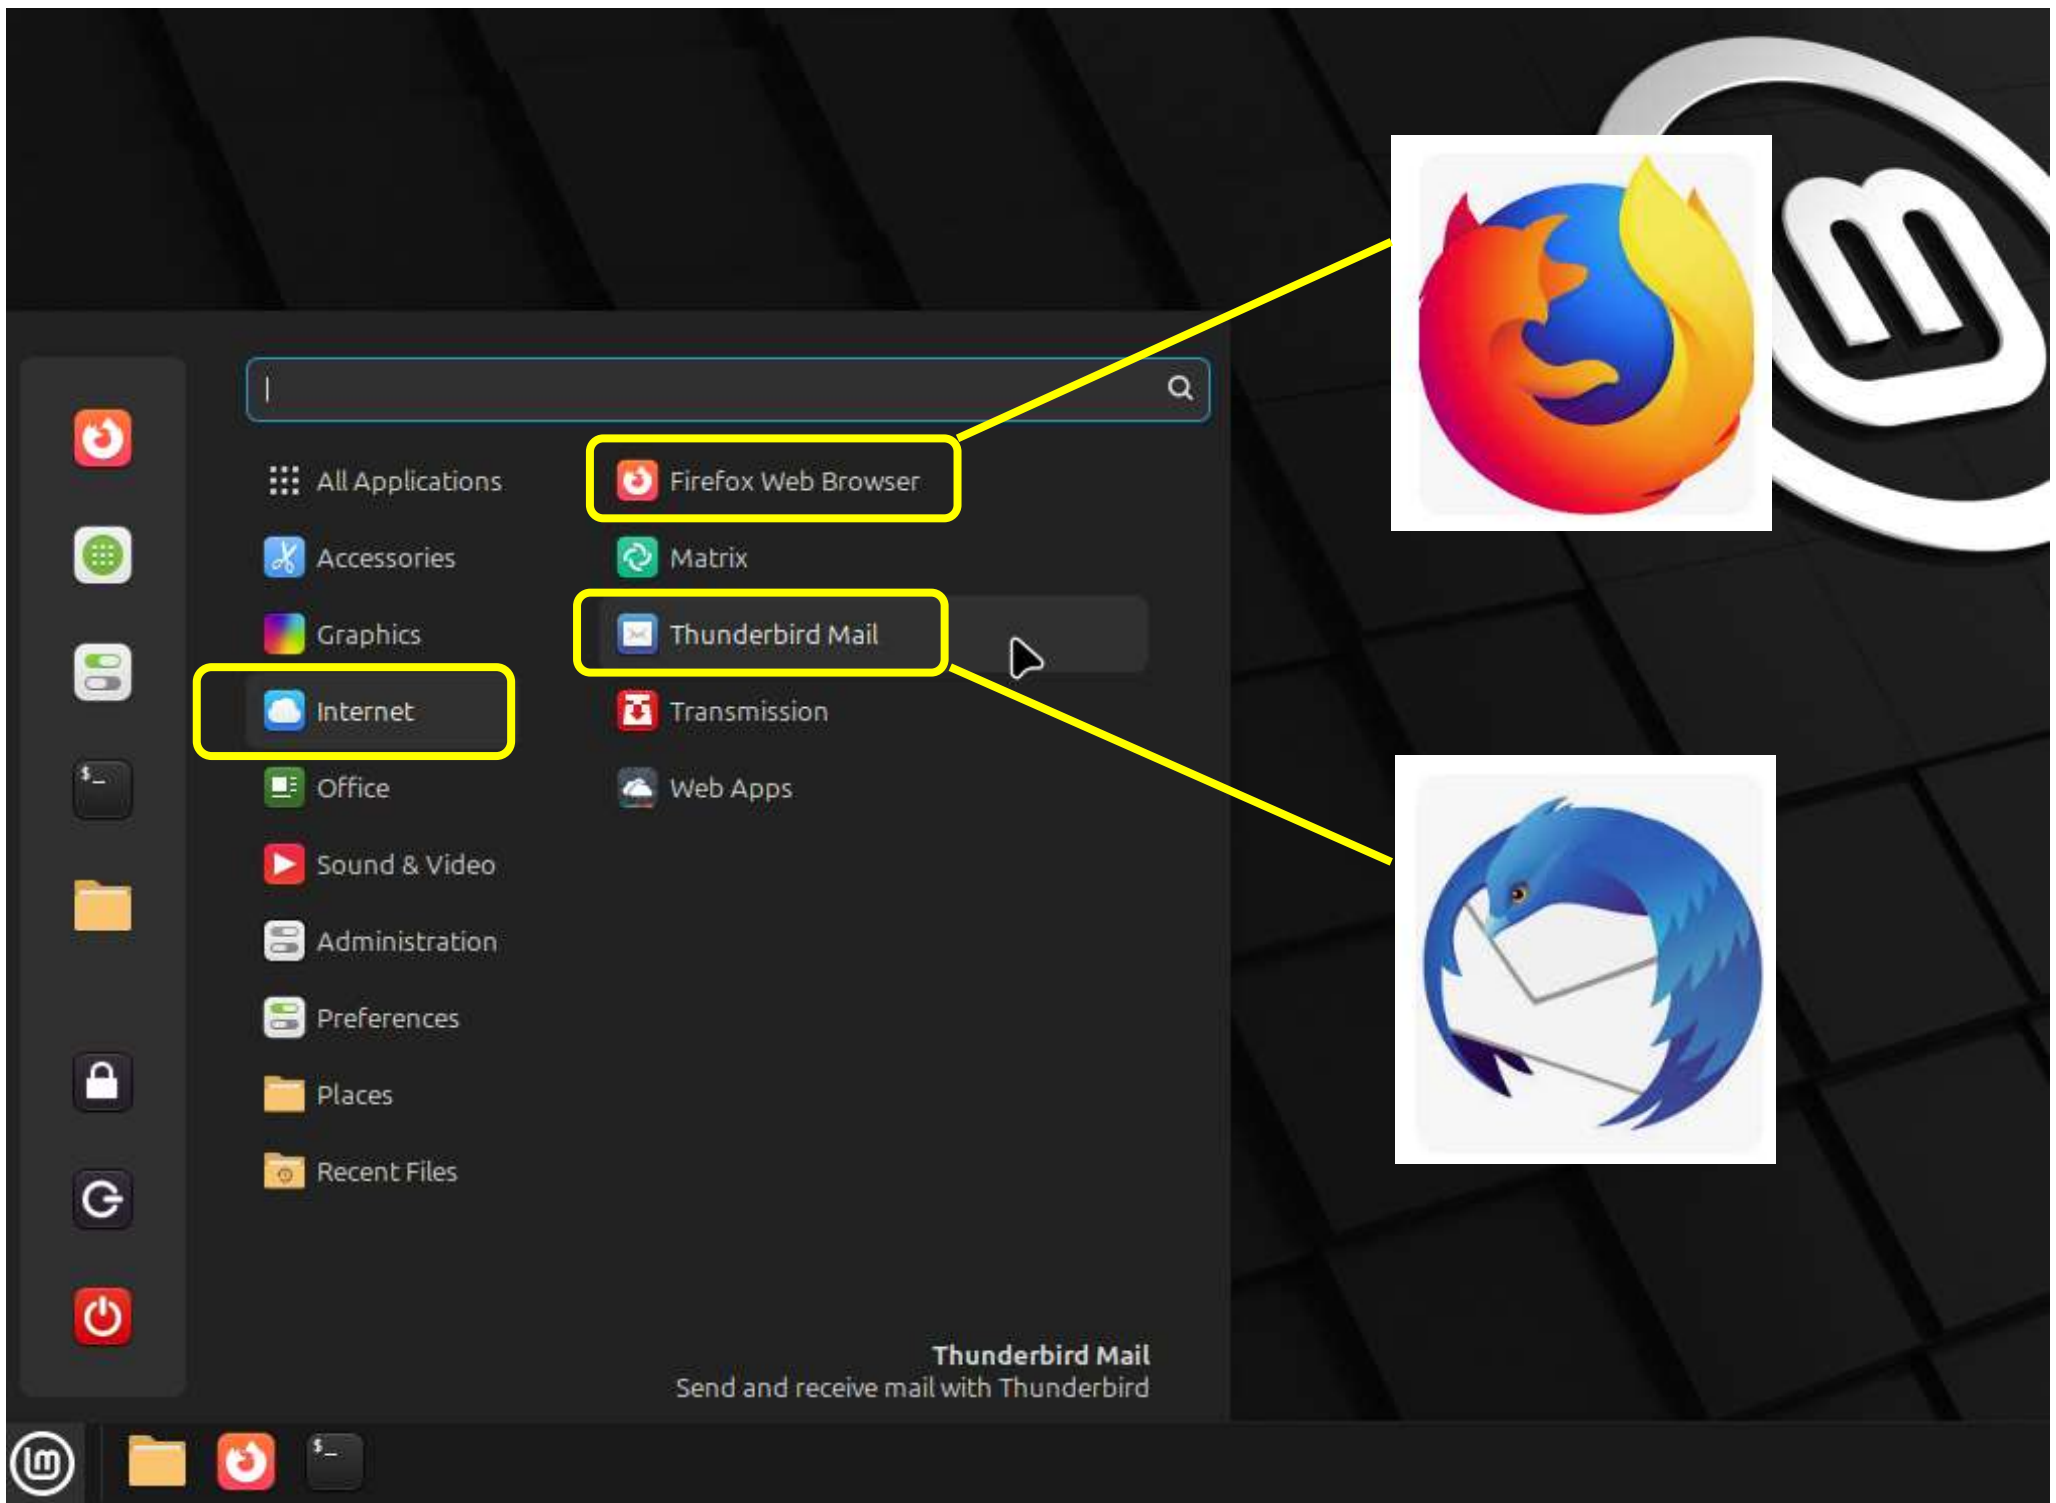 All Applications
Accessories
Graphics
Internet
Office
Sound & Video
Administration
Preferences
Places
Recent Files
Firefox Web Browser
Matrix
Thunderbird Mail
Transmission
Web Apps
Thunderbird Mail
Send and receive mail with Thunderbird
$_
$_